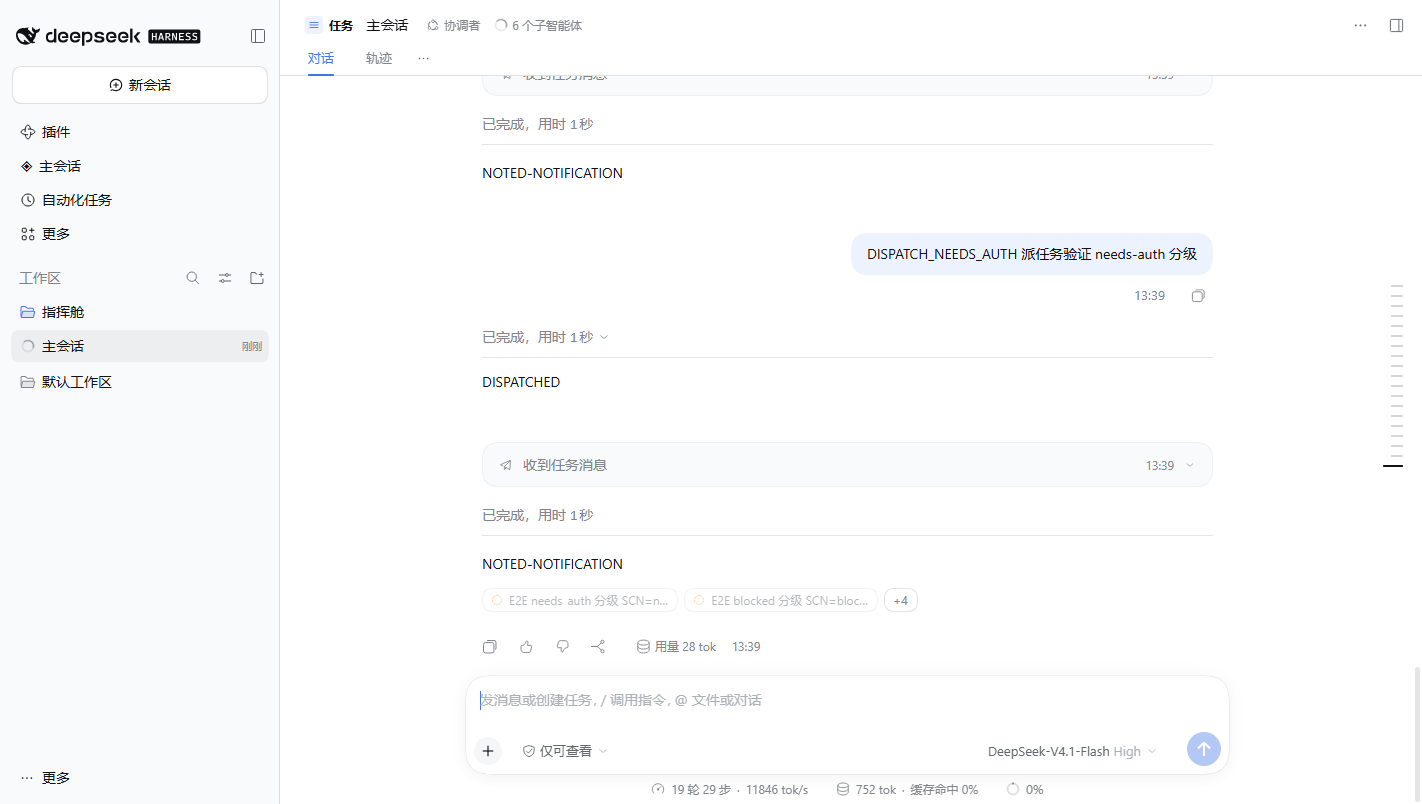 deepseek HARNESS
新会话
插件
主会话
自动化任务
更多
工作区
指挥舱
主会话 刚刚
默认工作区
更多
任务 主会话 协调者 6 个子智能体
对话 轨迹
收到任务消息 13:39
已完成，用时 1 秒
NOTED-NOTIFICATION
DISPATCH_NEEDS_AUTH 派任务验证 needs-auth 分级
13:39
已完成，用时 1 秒
DISPATCHED
收到任务消息 13:39
已完成，用时 1 秒
NOTED-NOTIFICATION
E2E needs_auth 分级 SCN=n... E2E blocked 分级 SCN=bloc... +4
用量 28 tok 13:39
发消息或创建任务, / 调用指令, @ 文件或对话
仅可查看 DeepSeek-V4.1-Flash High
19 轮 29 步 · 11846 tok/s 752 tok · 缓存命中 0% 0%